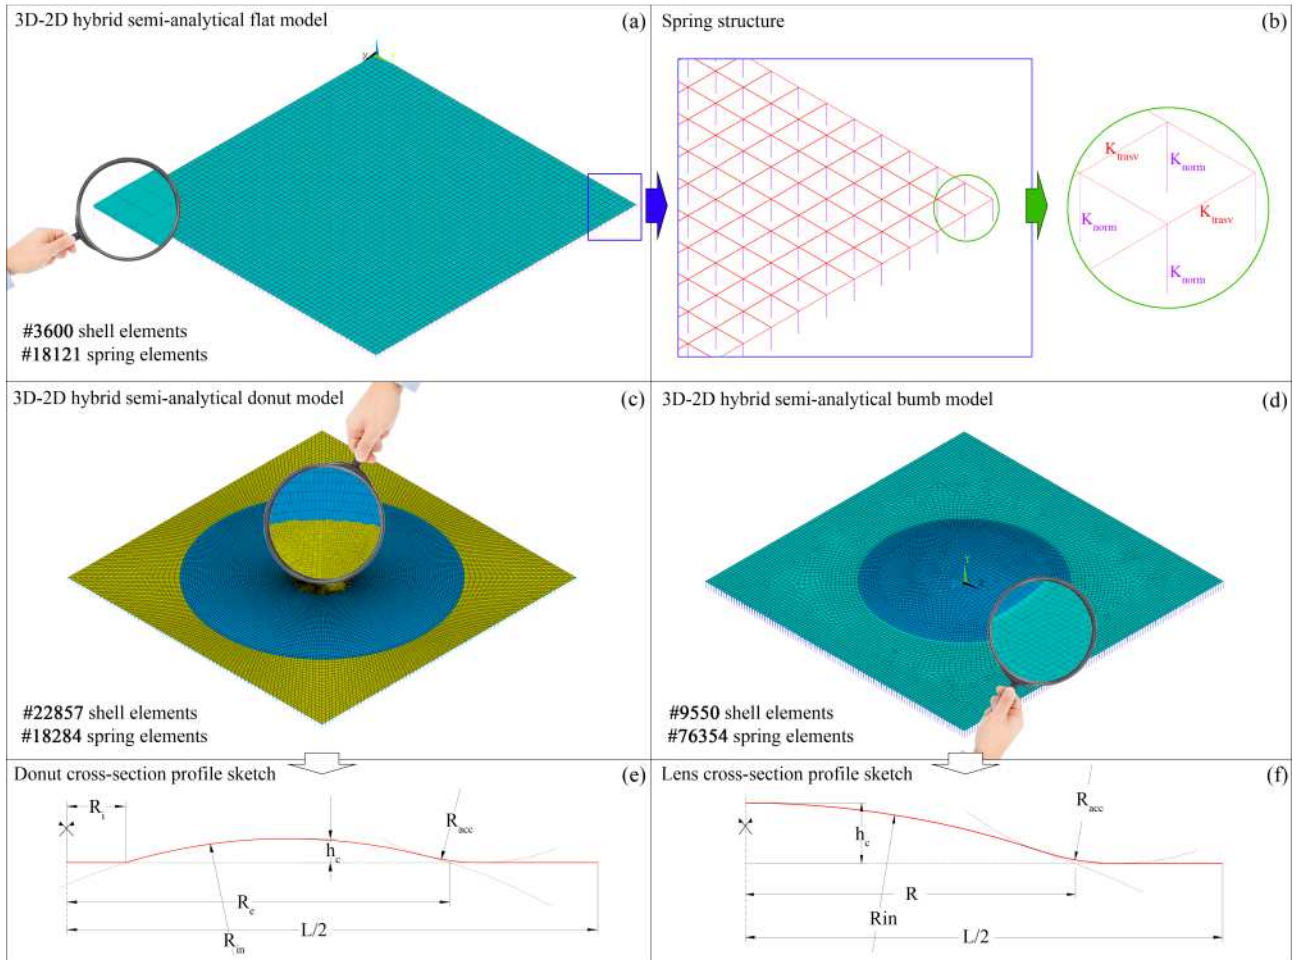 3D-2D hybrid semi-analytical flat model
(a)
#3600 shell elements
#18121 spring elements
Spring structure
(b)
K_trasv
K_norm
K_norm
K_trasv
K_norm
3D-2D hybrid semi-analytical donut model
(c)
#22857 shell elements
#18284 spring elements
3D-2D hybrid semi-analytical bumb model
(d)
#9550 shell elements
#76354 spring elements
Donut cross-section profile sketch
(e)
R_i
h_c
R_acc
R_e
R_in
L/2
Lens cross-section profile sketch
(f)
h_c
R_acc
R
Rin
L/2